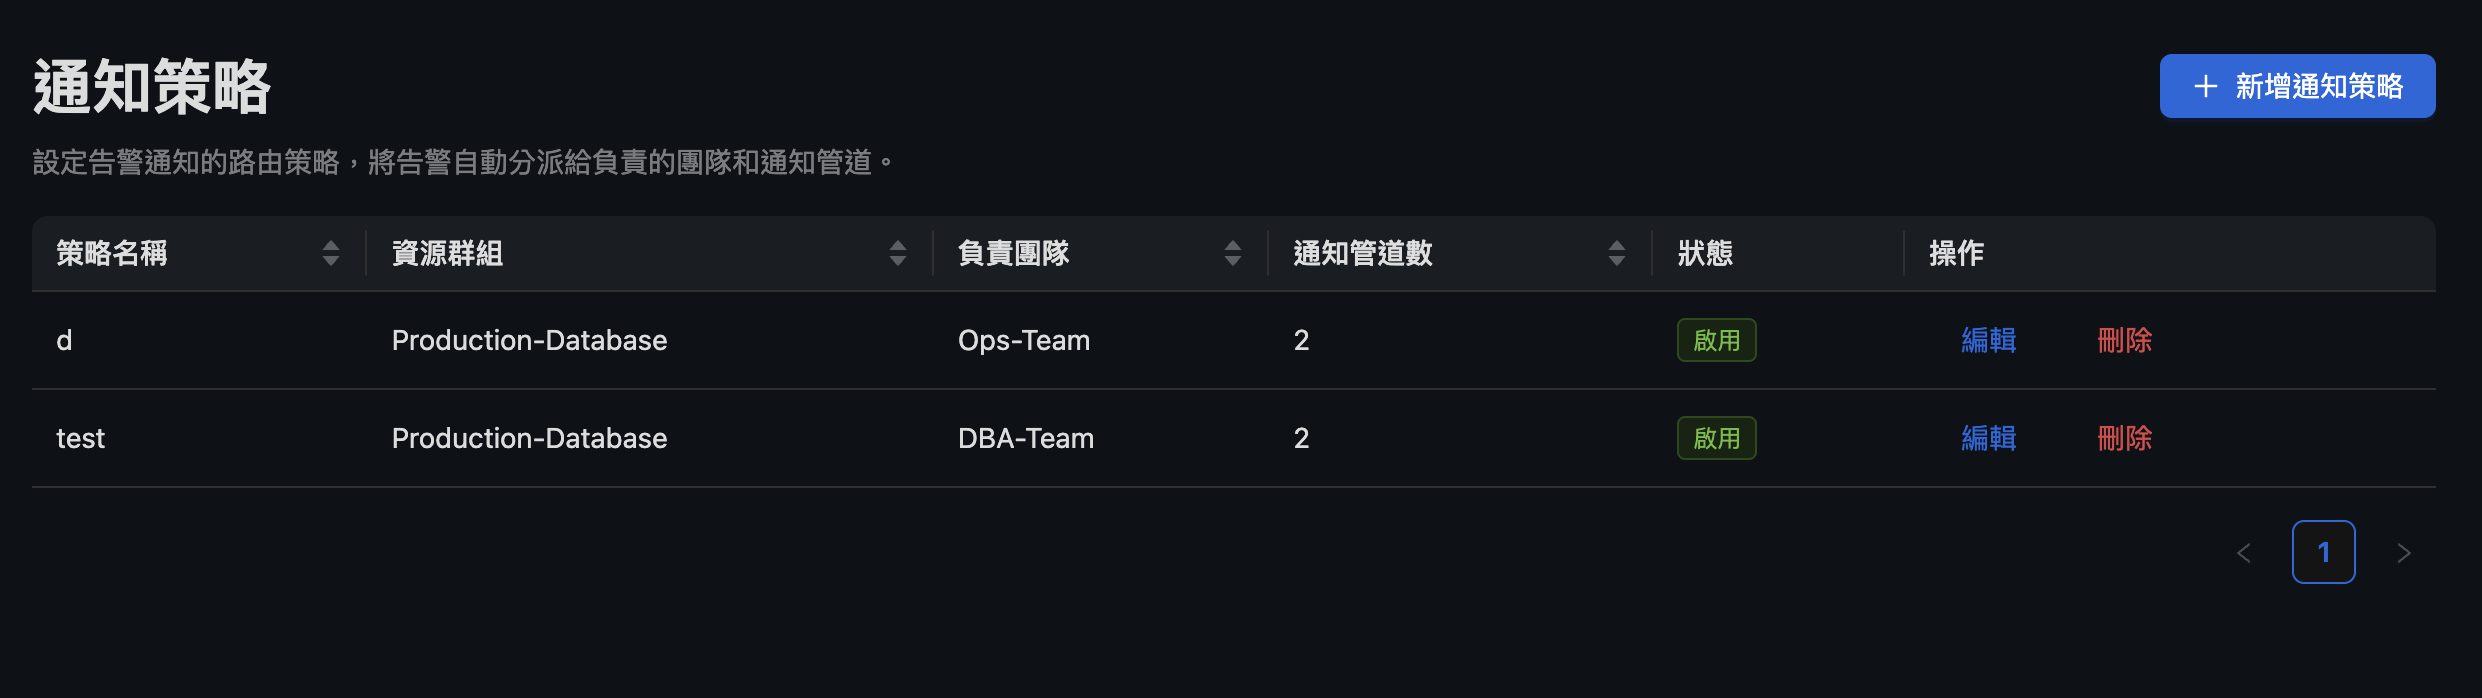 通知策略
+ 新增通知策略
設定告警通知的路由策略，將告警自動分派給負責的團隊和通知管道。
策略名稱 資源群組 負責團隊 通知管道數 狀態 操作
d Production-Database Ops-Team 2 啟用 編輯 刪除
test Production-Database DBA-Team 2 啟用 編輯 刪除
< 1 >